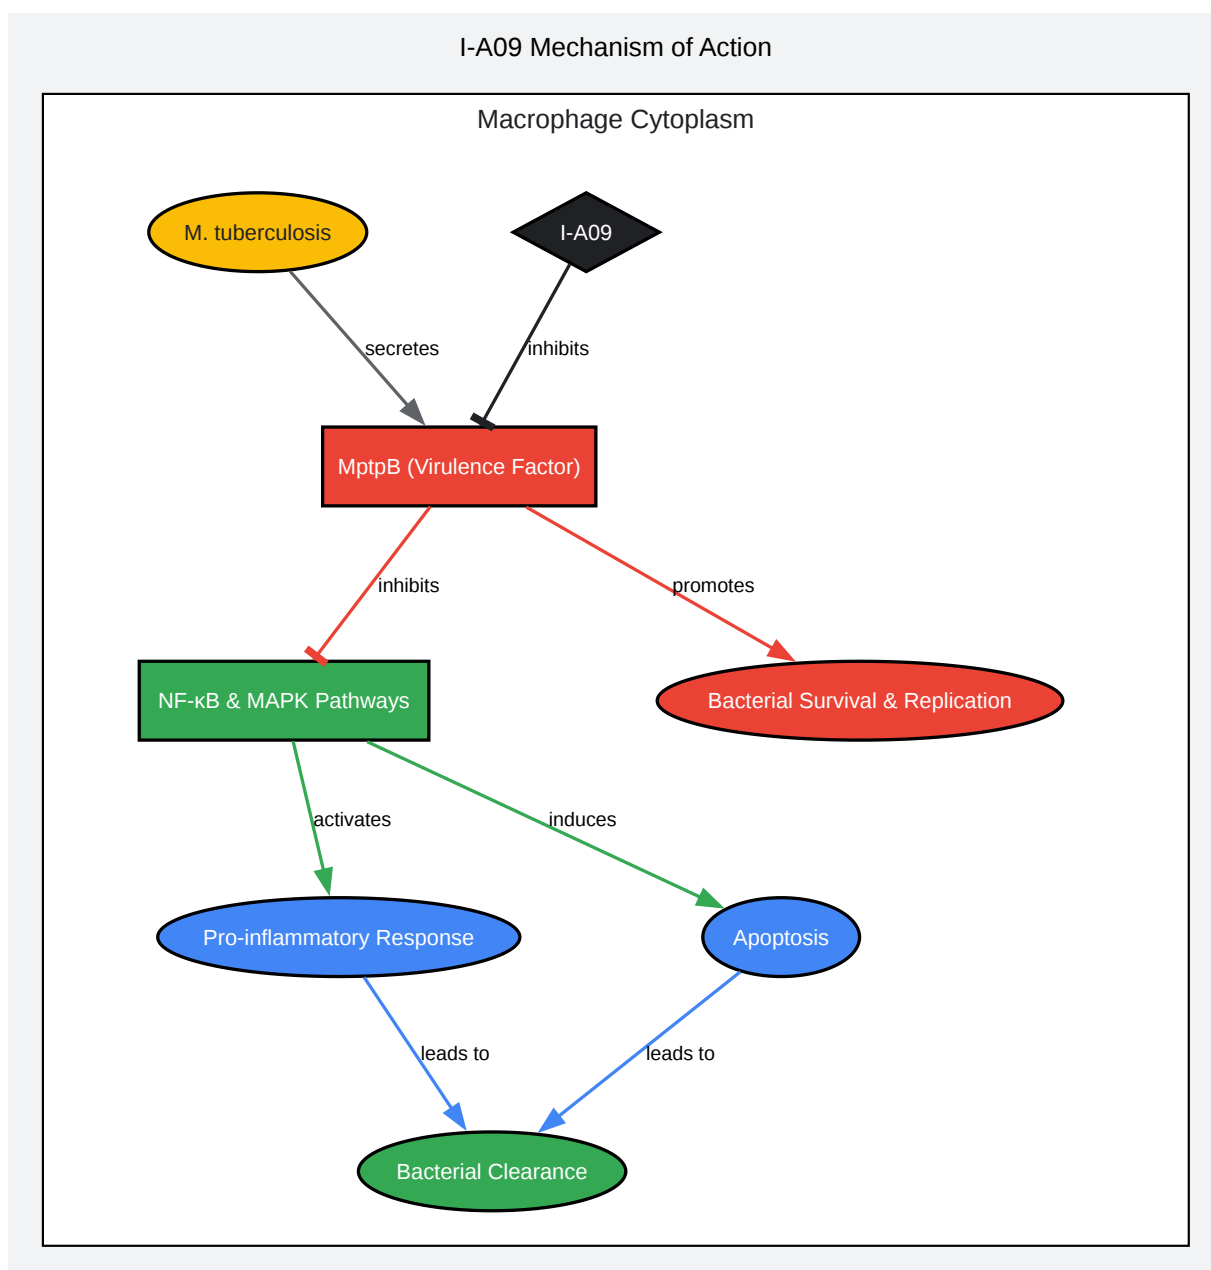 I-A09 Mechanism of Action
Macrophage Cytoplasm
M. tuberculosis
I-A09
secretes
inhibits
MptpB (Virulence Factor)
inhibits
promotes
NF-κB & MAPK Pathways
Bacterial Survival & Replication
activates
induces
Pro-inflammatory Response
Apoptosis
leads to
leads to
Bacterial Clearance